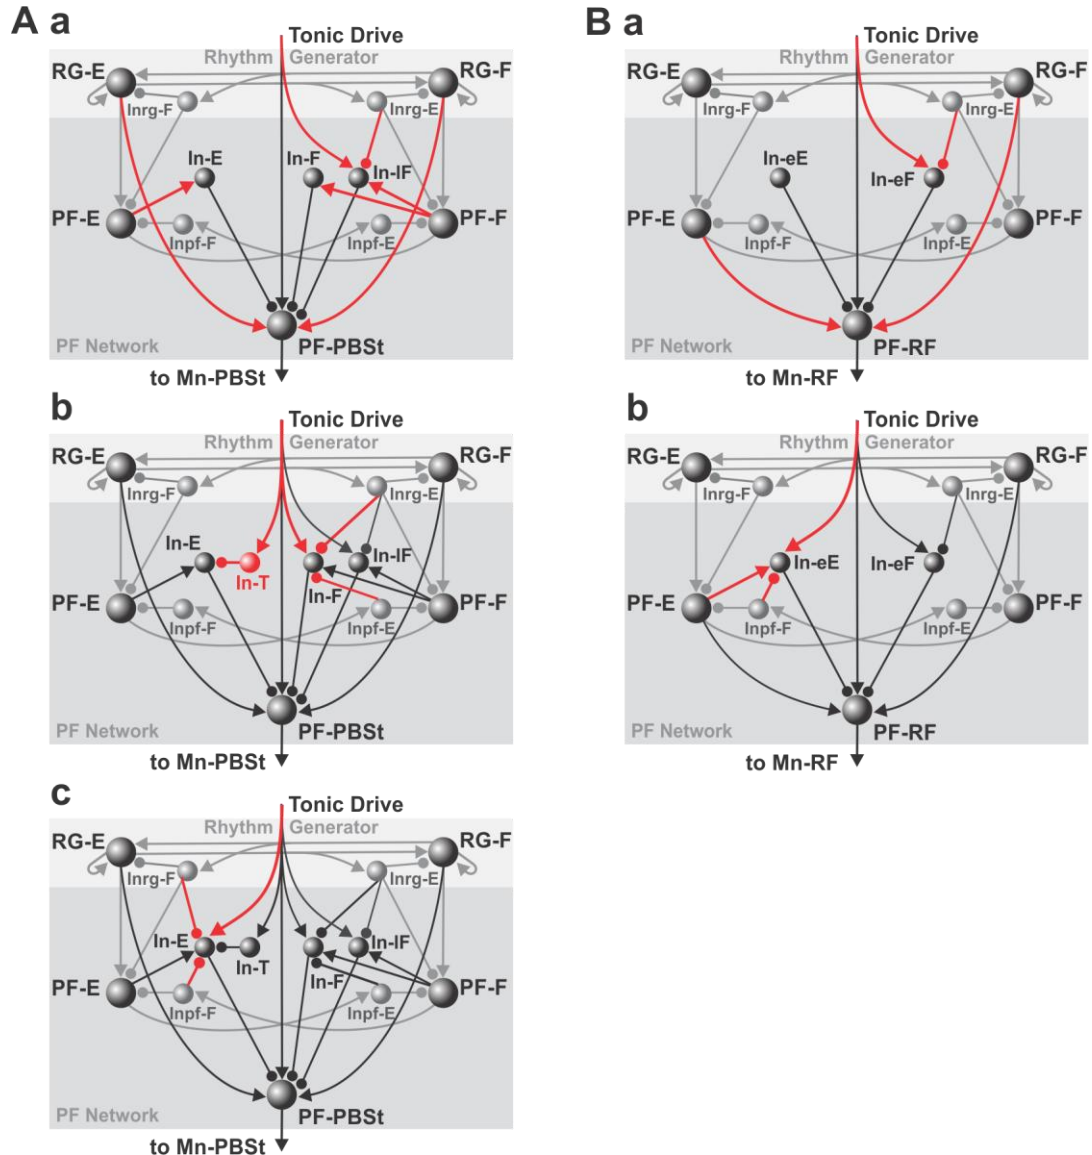 A a
Tonic Drive
Rhythm Generator
RG-E
RG-F
Inrg-F
Inrg-E
In-E
In-F
In-IF
PF-E
PF-F
Inpf-F
Inpf-E
PF Network
PF-PBSt
to Mn-PBSt
B a
Tonic Drive
Rhythm Generator
RG-E
RG-F
Inrg-F
Inrg-E
In-eE
In-eF
PF-E
PF-F
Inpf-F
Inpf-E
PF Network
PF-RF
to Mn-RF
b
Tonic Drive
Rhythm Generator
RG-E
RG-F
Inrg-F
Inrg-E
In-E
In-IF
In-T
In-F
PF-E
PF-F
Inpf-F
Inpf-E
PF Network
PF-PBSt
to Mn-PBSt
b
Tonic Drive
Rhythm Generator
RG-E
RG-F
Inrg-F
Inrg-E
In-eE
In-eF
PF-E
PF-F
Inpf-F
Inpf-E
PF Network
PF-RF
to Mn-RF
c
Tonic Drive
Rhythm Generator
RG-E
RG-F
Inrg-F
Inrg-E
In-E
In-IF
In-T
In-F
PF-E
PF-F
Inpf-F
Inpf-E
PF Network
PF-PBSt
to Mn-PBSt